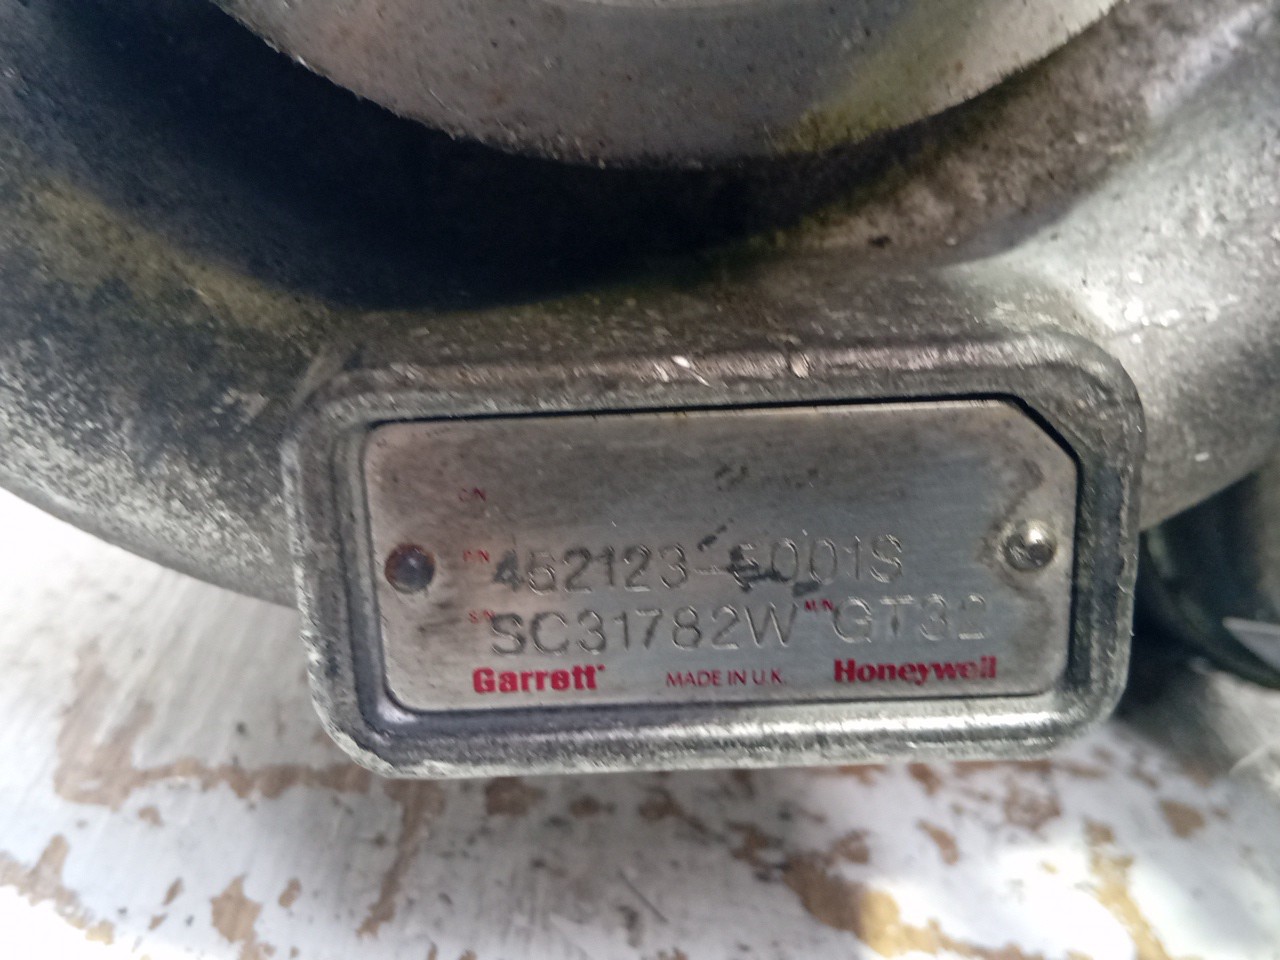 C/N
P/N 452123-5001S
S/N SC31782W M/N GT32
Garrett MADE IN U.K. Honeywell